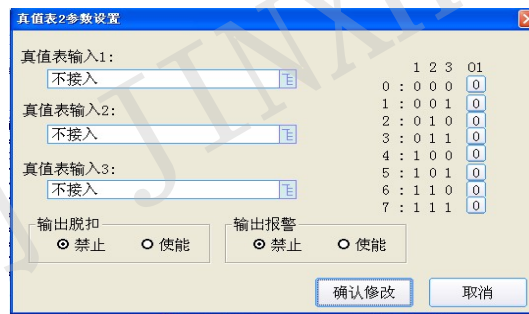 真值表2参数设置
真值表输入1:
不接入
真值表输入2:
不接入
真值表输入3:
不接入
1 2 3 O1
0 : 0 0 0 0
1 : 0 0 1 0
2 : 0 1 0 0
3 : 0 1 1 0
4 : 1 0 0 0
5 : 1 0 1 0
6 : 1 1 0 0
7 : 1 1 1 0
输出脱扣
禁止 使能
输出报警
禁止 使能
确认修改 取消